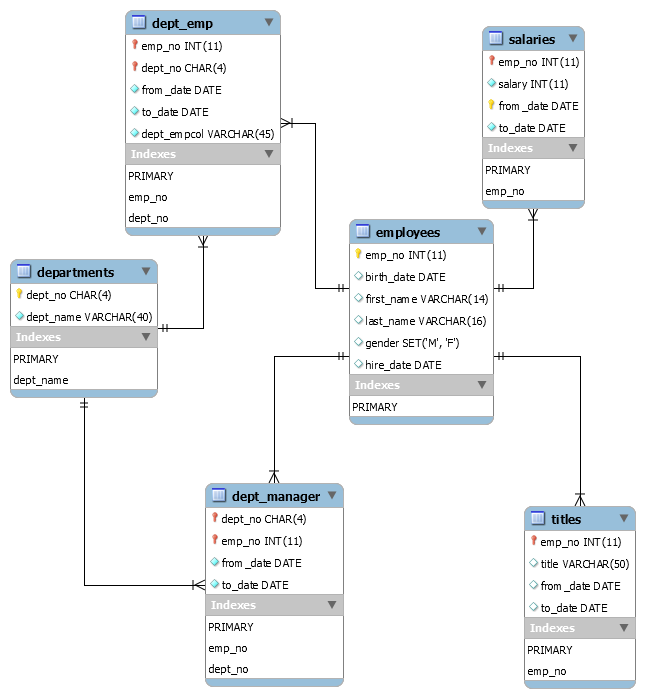 dept_emp
emp_no INT(11)
dept_no CHAR(4)
from_date DATE
to_date DATE
dept_empcol VARCHAR(45)
Indexes
PRIMARY
emp_no
dept_no
salaries
emp_no INT(11)
salary INT(11)
from_date DATE
to_date DATE
Indexes
PRIMARY
emp_no
employees
emp_no INT(11)
birth_date DATE
first_name VARCHAR(14)
last_name VARCHAR(16)
gender SET('M', 'F')
hire_date DATE
Indexes
PRIMARY
departments
dept_no CHAR(4)
dept_name VARCHAR(40)
Indexes
PRIMARY
dept_name
dept_manager
dept_no CHAR(4)
emp_no INT(11)
from_date DATE
to_date DATE
Indexes
PRIMARY
emp_no
dept_no
titles
emp_no INT(11)
title VARCHAR(50)
from_date DATE
to_date DATE
Indexes
PRIMARY
emp_no